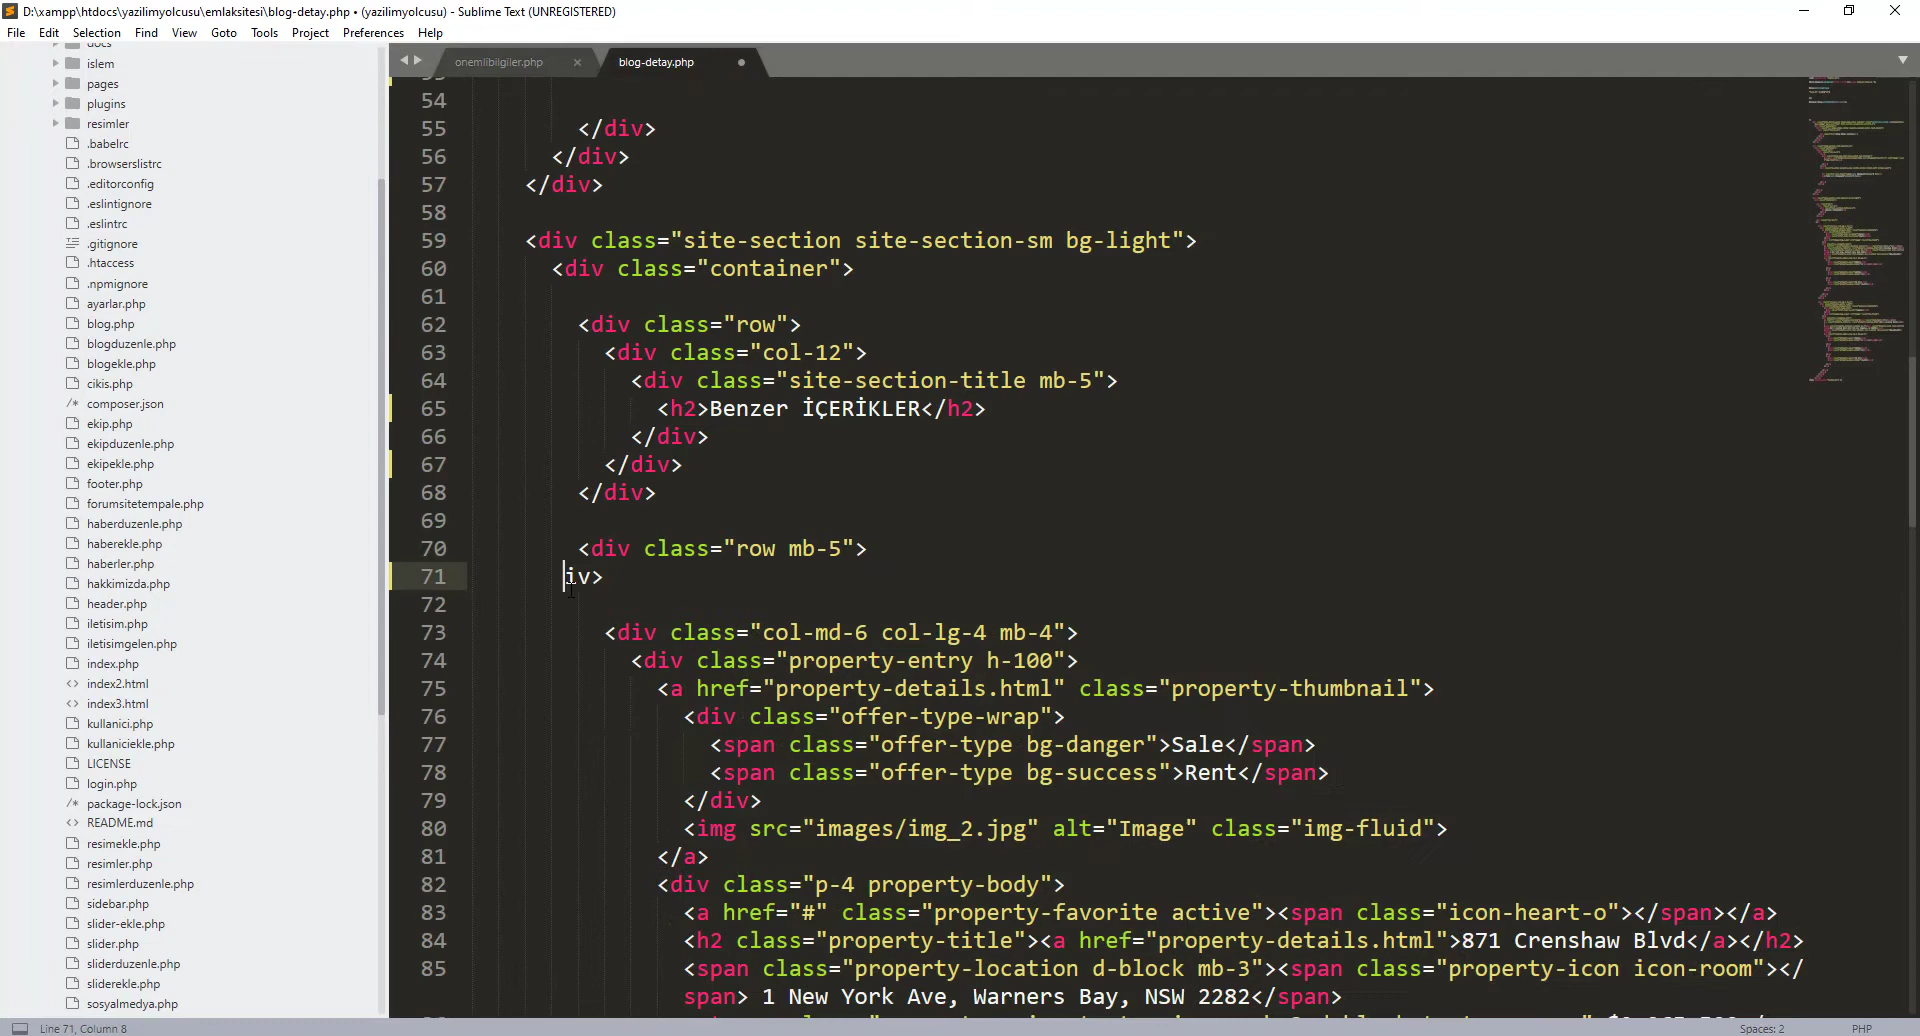 D:\xampp\htdocs\yazilimyolcusu\emlaksitesi\blog-detay.php • (yazilimyolcusu) - Sublime Text (UNREGISTERED)
File Edit Selection Find View Goto Tools Project Preferences Help
docs
islem
pages
plugins
resimler
.babelrc
.browserslistrc
.editorconfig
.eslintignore
.eslintrc
.gitignore
.htaccess
.npmignore
ayarlar.php
blog.php
blogduzenle.php
blogekle.php
cikis.php
composer.json
ekip.php
ekipduzenle.php
ekipekle.php
footer.php
forumsitetempale.php
haberduzenle.php
haberekle.php
haberler.php
hakkimizda.php
header.php
iletisim.php
iletisimgelen.php
index.php
index2.html
index3.html
kullanici.php
kullaniciekle.php
LICENSE
login.php
package-lock.json
README.md
resimekle.php
resimler.php
resimlerduzenle.php
sidebar.php
slider-ekle.php
slider.php
sliderduzenle.php
sliderekle.php
sosyalmedya.php
onemlibilgiler.php
blog-detay.php
54
55 </div>
56 </div>
57 </div>
58
59 <div class="site-section site-section-sm bg-light">
60 <div class="container">
61
62 <div class="row">
63 <div class="col-12">
64 <div class="site-section-title mb-5">
65 <h2>Benzer İÇERİKLER</h2>
66 </div>
67 </div>
68 </div>
69
70 <div class="row mb-5">
71 iv>
72
73 <div class="col-md-6 col-lg-4 mb-4">
74 <div class="property-entry h-100">
75 <a href="property-details.html" class="property-thumbnail">
76 <div class="offer-type-wrap">
77 <span class="offer-type bg-danger">Sale</span>
78 <span class="offer-type bg-success">Rent</span>
79 </div>
80 <img src="images/img_2.jpg" alt="Image" class="img-fluid">
81 </a>
82 <div class="p-4 property-body">
83 <a href="#" class="property-favorite active"><span class="icon-heart-o"></span></a>
84 <h2 class="property-title"><a href="property-details.html">871 Crenshaw Blvd</a></h2>
85 <span class="property-location d-block mb-3"><span class="property-icon icon-room"></
span> 1 New York Ave, Warners Bay, NSW 2282</span>
Line 71, Column 8
Spaces: 2
PHP